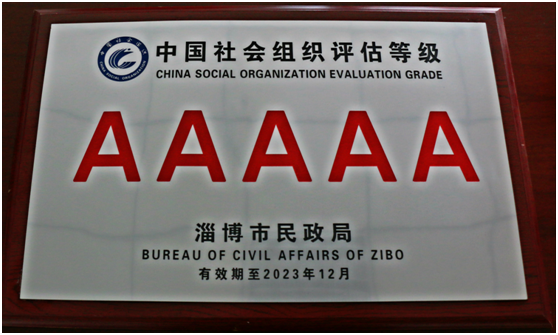 中国社会组织评估等级
CHINA SOCIAL ORGANIZATION EVALUATION GRADE
AAAAA
淄博市民政局
BUREAU OF CIVIL AFFAIRS OF ZIBO
有效期至2023年12月